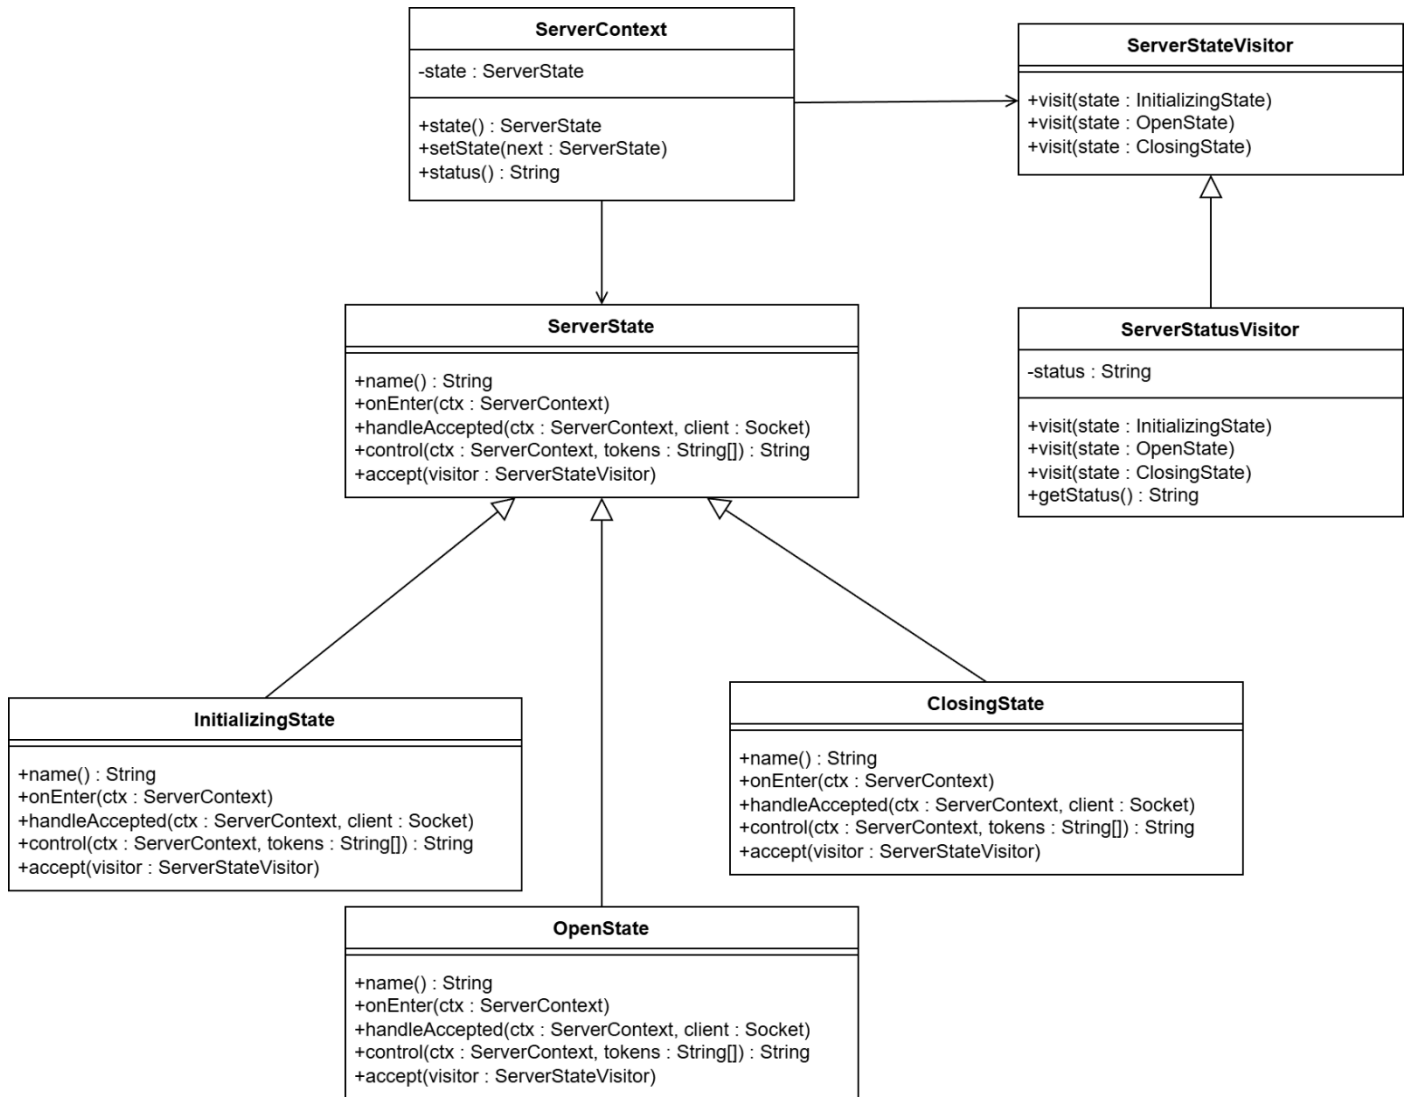 ServerContext
-state : ServerState
+state() : ServerState
+setState(next : ServerState)
+status() : String
ServerStateVisitor
+visit(state : InitializingState)
+visit(state : OpenState)
+visit(state : ClosingState)
ServerState
+name() : String
+onEnter(ctx : ServerContext)
+handleAccepted(ctx : ServerContext, client : Socket)
+control(ctx : ServerContext, tokens : String[]) : String
+accept(visitor : ServerStateVisitor)
ServerStatusVisitor
-status : String
+visit(state : InitializingState)
+visit(state : OpenState)
+visit(state : ClosingState)
+getStatus() : String
InitializingState
+name() : String
+onEnter(ctx : ServerContext)
+handleAccepted(ctx : ServerContext, client : Socket)
+control(ctx : ServerContext, tokens : String[]) : String
+accept(visitor : ServerStateVisitor)
ClosingState
+name() : String
+onEnter(ctx : ServerContext)
+handleAccepted(ctx : ServerContext, client : Socket)
+control(ctx : ServerContext, tokens : String[]) : String
+accept(visitor : ServerStateVisitor)
OpenState
+name() : String
+onEnter(ctx : ServerContext)
+handleAccepted(ctx : ServerContext, client : Socket)
+control(ctx : ServerContext, tokens : String[]) : String
+accept(visitor : ServerStateVisitor)